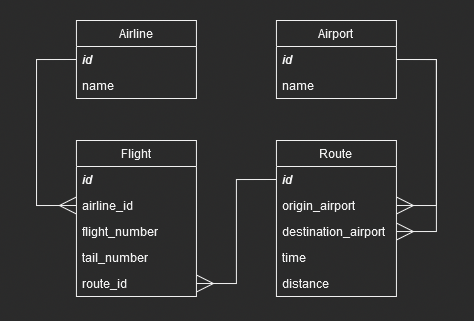 Airline
id
name
Airport
id
name
Flight
id
airline_id
flight_number
tail_number
route_id
Route
id
origin_airport
destination_airport
time
distance